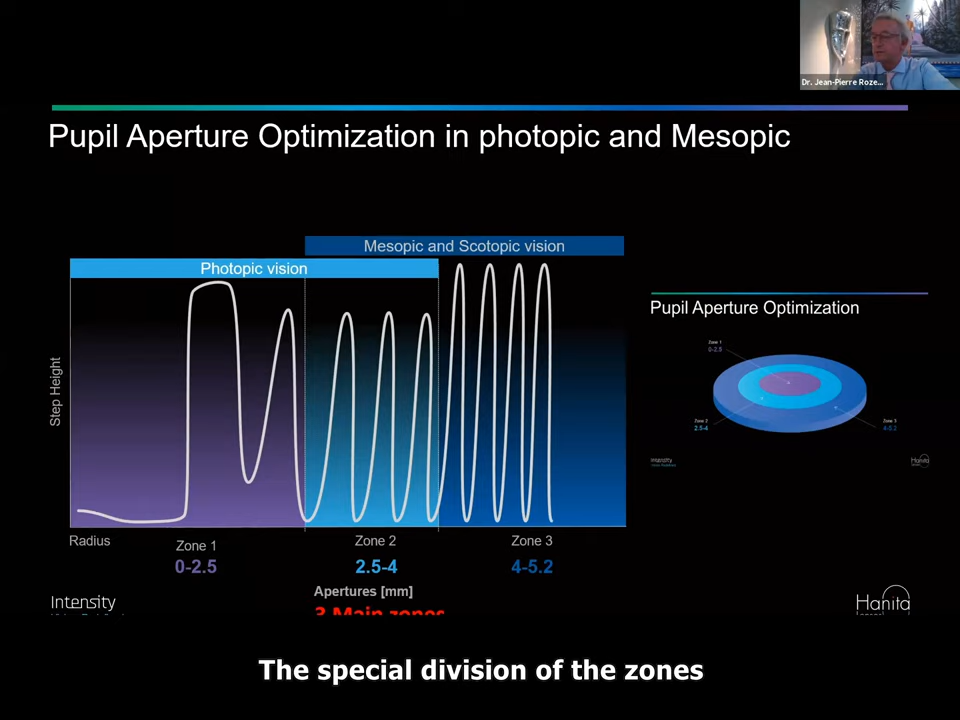 Dr. Jean-Pierre Roze...
Pupil Aperture Optimization in photopic and Mesopic
Mesopic and Scotopic vision
Photopic vision
Step Height
Radius
Zone 1
0-2.5
Zone 2
2.5-4
Zone 3
4-5.2
Apertures [mm]
3 Main zones
Pupil Aperture Optimization
Zone 1
0-2.5
Zone 2
2.5-4
Zone 3
4-5.2
Intensity
Hanita
Intensity
Hanita
The special division of the zones